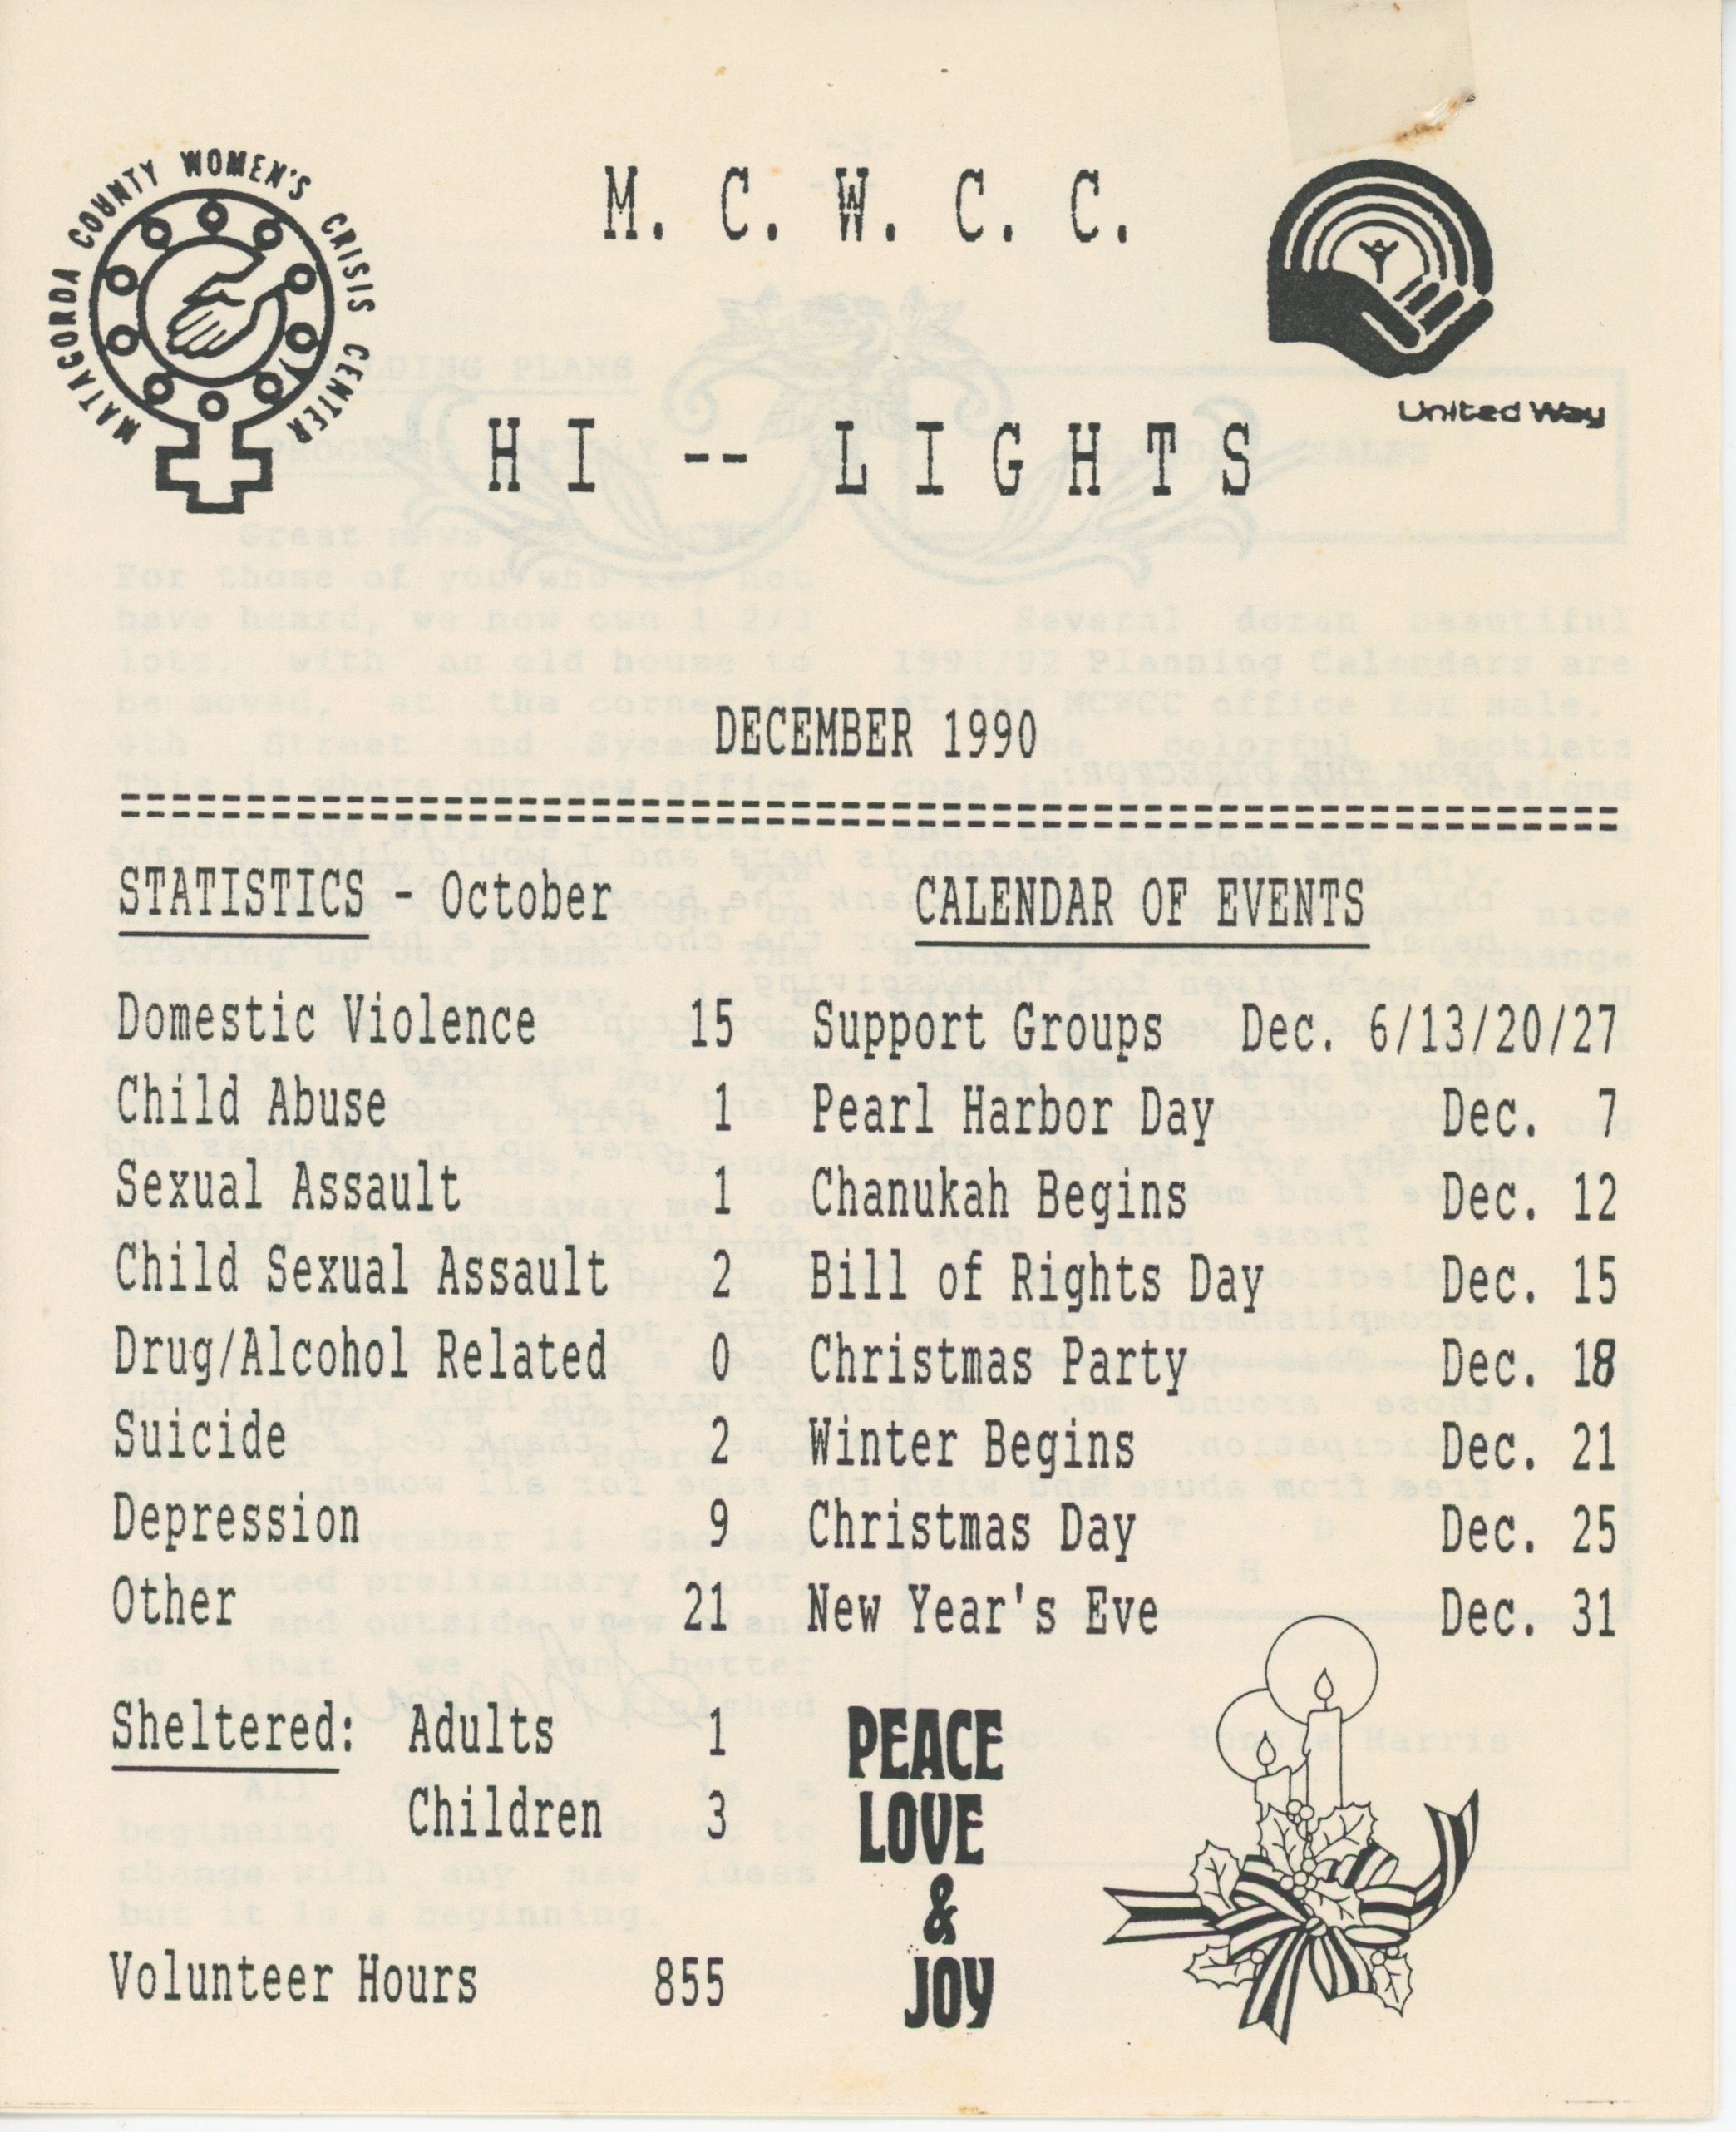 MATAGORDA COUNTY WOMEN'S CRISIS CENTER
M. C. W. C. C.
United Way
HI -- LIGHTS
DECEMBER 1990
STATISTICS - October
Domestic Violence 15
Child Abuse 1
Sexual Assault 1
Child Sexual Assault 2
Drug/Alcohol Related 0
Suicide 2
Depression 9
Other 21
Sheltered: Adults 1
Children 3
Volunteer Hours 855
CALENDAR OF EVENTS
Support Groups Dec. 6/13/20/27
Pearl Harbor Day Dec. 7
Chanukah Begins Dec. 12
Bill of Rights Day Dec. 15
Christmas Party Dec. 18
Winter Begins Dec. 21
Christmas Day Dec. 25
New Year's Eve Dec. 31
PEACE
LOVE
&
JOY